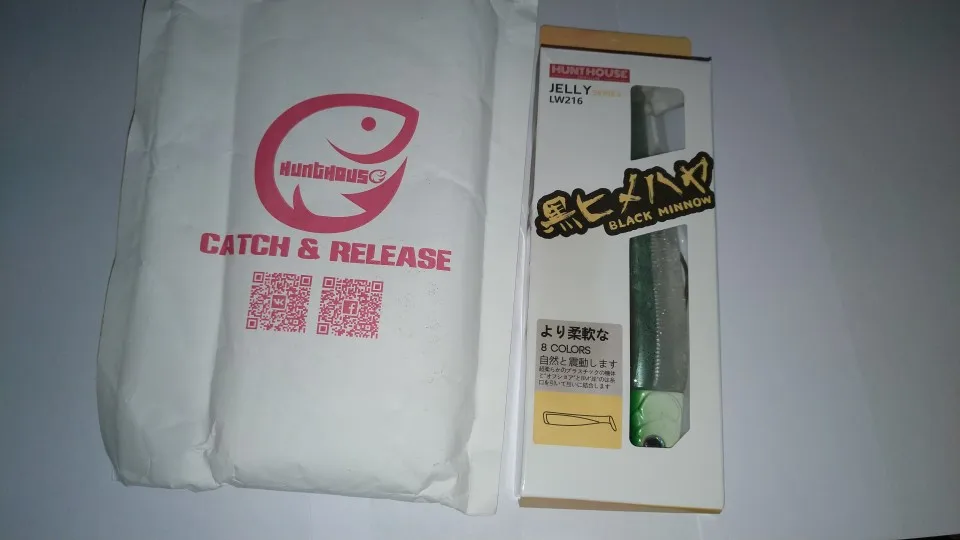 HUNTHOUSE
CATCH & RELEASE
HUNTHOUSE
JELLY
LW216
黒ヒメハヤ
BLACK MINNOW
より柔軟な
8 COLORS
自然と震動します